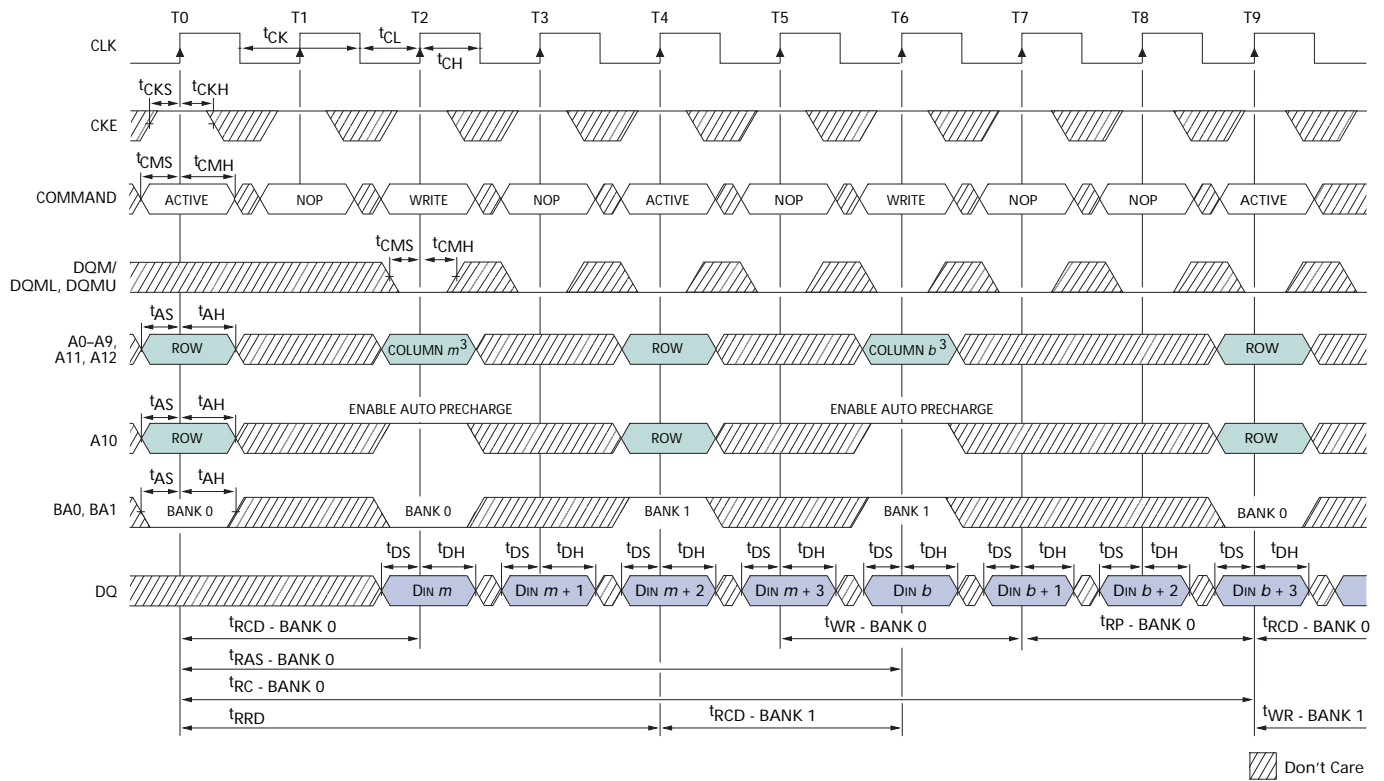 T0 T1 T2 T3 T4 T5 T6 T7 T8 T9
CLK
tCK tCL tCH
tCKS tCKH
CKE
tCMS tCMH
COMMAND ACTIVE NOP WRITE NOP ACTIVE NOP WRITE NOP NOP ACTIVE
tCMS tCMH
DQM/
DQML, DQMU
tAS tAH
A0–A9,
A11, A12
ROW COLUMN m3 ROW COLUMN b3 ROW
tAS tAH ENABLE AUTO PRECHARGE ENABLE AUTO PRECHARGE
A10 ROW ROW ROW
tAS tAH
BA0, BA1 BANK 0 BANK 0 BANK 1 BANK 1 BANK 0
tDS tDH tDS tDH tDS tDH tDS tDH tDS tDH tDS tDH tDS tDH tDS tDH
DQ DIN m DIN m + 1 DIN m + 2 DIN m + 3 DIN b DIN b + 1 DIN b + 2 DIN b + 3
tRCD - BANK 0 tWR - BANK 0 tRP - BANK 0 tRCD - BANK 0
tRAS - BANK 0
tRC - BANK 0
tRRD tRCD - BANK 1 tWR - BANK 1
Don't Care